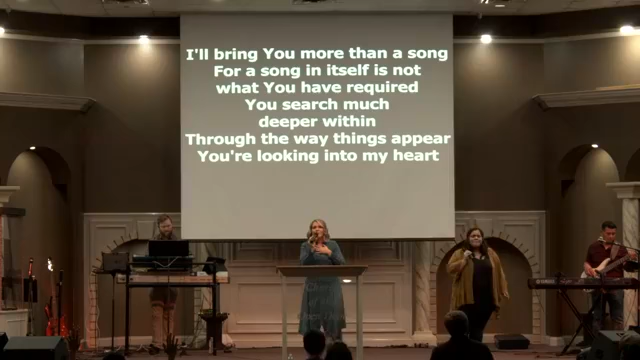 I'll bring You more than a song
For a song in itself is not
what You have required
You search much
deeper within
Through the way things appear
You're looking into my heart